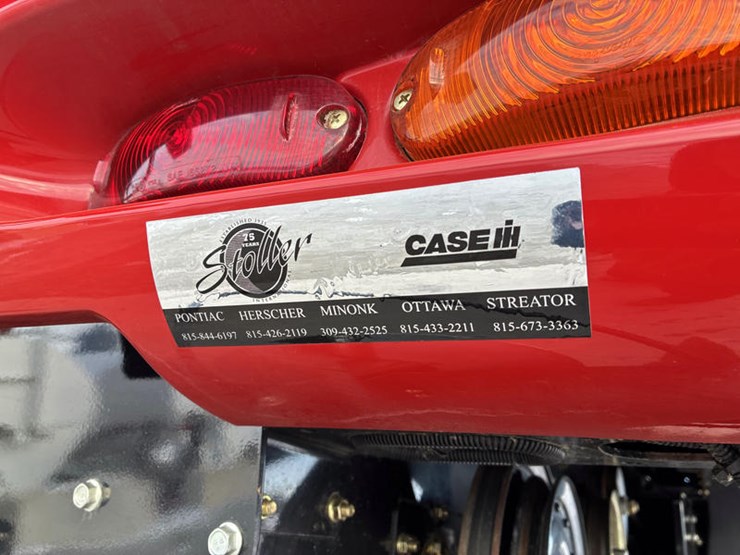 75
YEARS
Stoller
CASE IH
PONTIAC HERSCHER MINONK OTTAWA STREATOR
815-844-6197 815-426-2119 309-432-2525 815-433-2211 815-673-3363